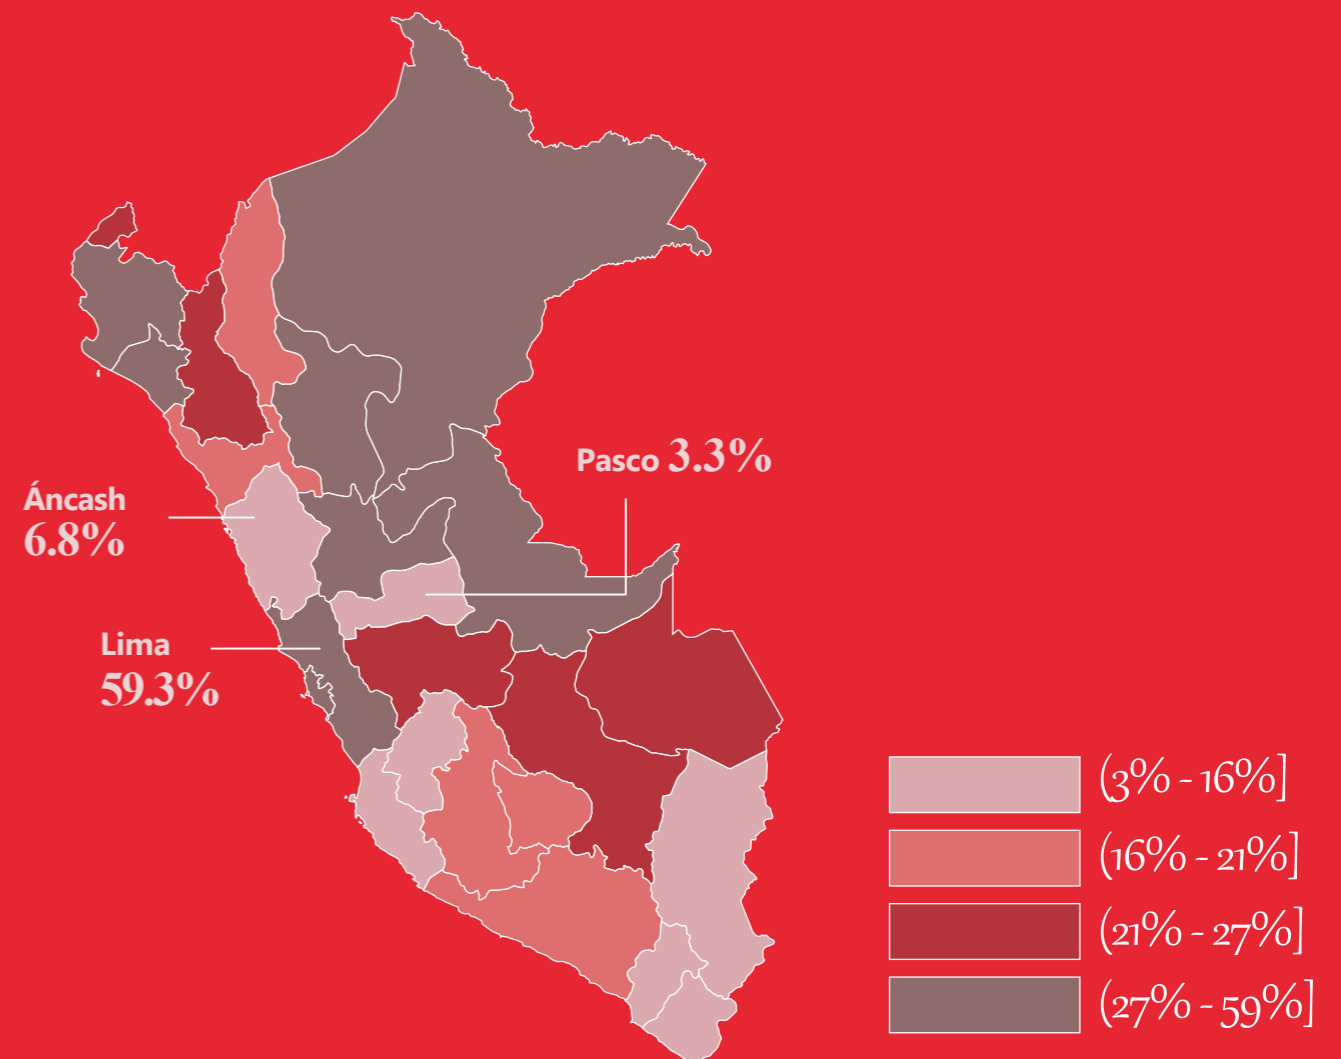 Pasco 3.3%
Áncash
6.8%
Lima
59.3%
(3% - 16%]
(16% - 21%]
(21% - 27%]
(27% - 59%]